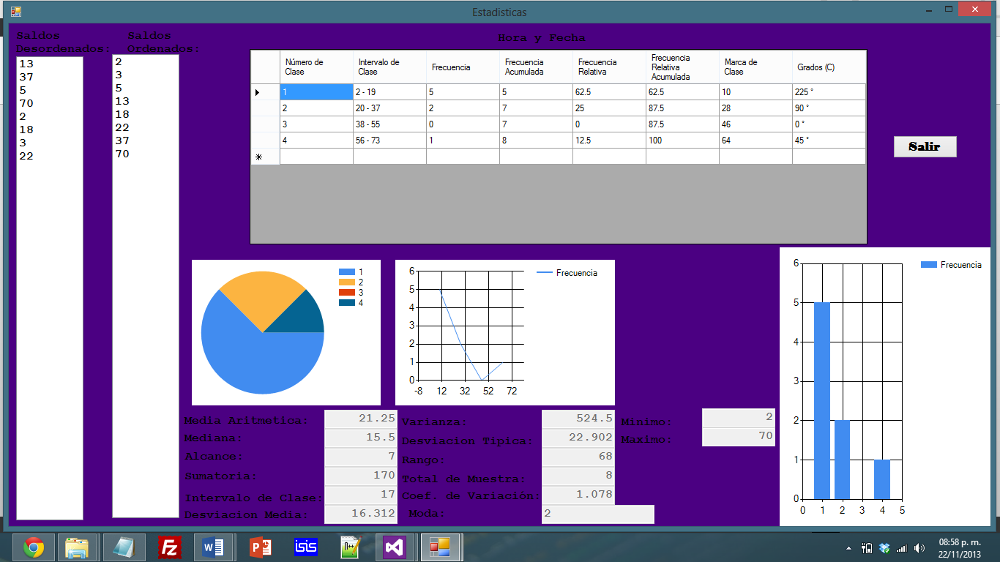 Estadisticas
Saldos
Desordenados:
Saldos
Ordenados:
Hora y Fecha
13
37
5
70
2
18
3
22
2
3
5
13
18
22
37
70
Número de Clase Intervalo de Clase Frecuencia Frecuencia Acumulada Frecuencia Relativa Frecuencia Relativa Acumulada Marca de Clase Grados (C)
1 2 - 19 5 5 62.5 62.5 10 225 °
2 20 - 37 2 7 25 87.5 28 90 °
3 38 - 55 0 7 0 87.5 46 0 °
4 56 - 73 1 8 12.5 100 64 45 °
Salir
1
2
3
4
6
5
4
3
2
1
0
-8 12 32 52 72
Frecuencia
6
5
4
3
2
1
0
0 1 2 3 4 5
Frecuencia
Media Aritmetica: 21.25
Mediana: 15.5
Alcance: 7
Sumatoria: 170
Intervalo de Clase: 17
Desviacion Media: 16.312
Varianza: 524.5
Desviacion Tipica: 22.902
Rango: 68
Total de Muestra: 8
Coef. de Variación: 1.078
Moda: 2
Minimo: 2
Maximo: 70
Fz
W
P
isis
n++
08:58 p. m.
22/11/2013